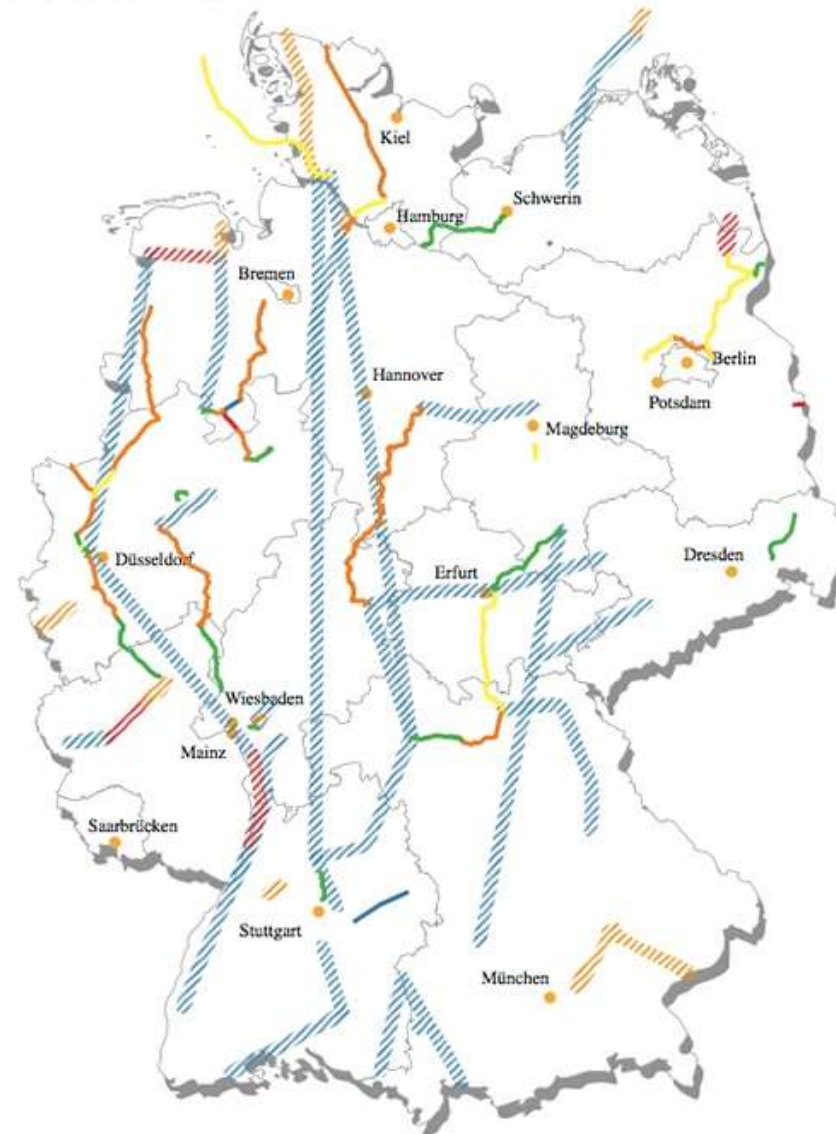 Kiel
Schwerin
Hamburg
Bremen
Hannover
Berlin
Potsdam
Magdeburg
Düsseldorf
Erfurt
Dresden
Wiesbaden
Mainz
Saarbrücken
Stuttgart
München